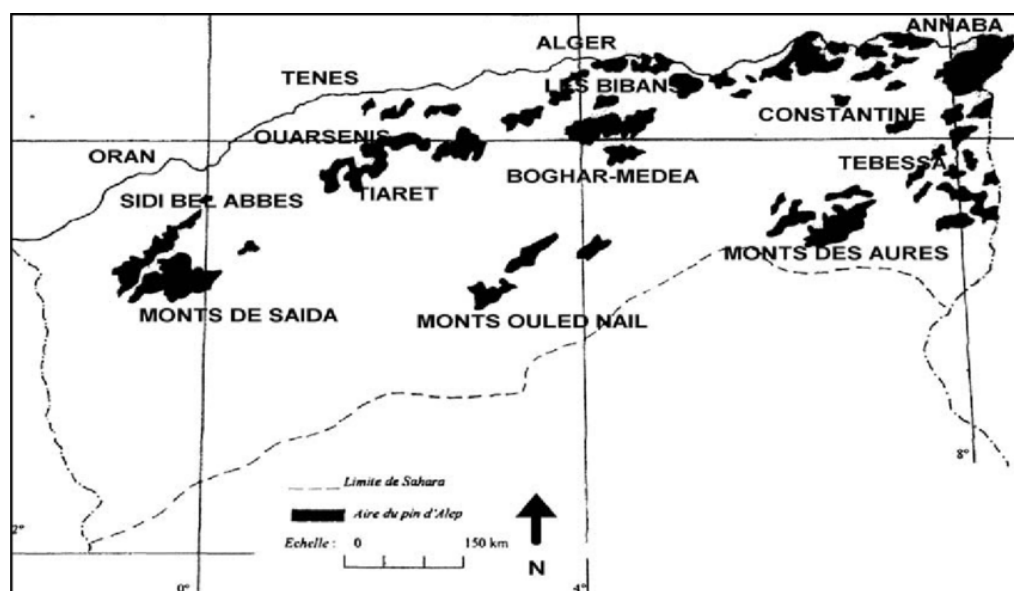 ANNABA
ALGER
TENES
LES BIBANS
CONSTANTINE
OUARSENIS
ORAN
TEBESSA
BOGHAR-MEDEA
TIARET
SIDI BEL ABBES
MONTS DES AURES
MONTS DE SAIDA
MONTS OULED NAIL
8°
Limite de Sahara
Aire du pin d'Alep
Echelle : 0 150 km
N
2°
0°
4°